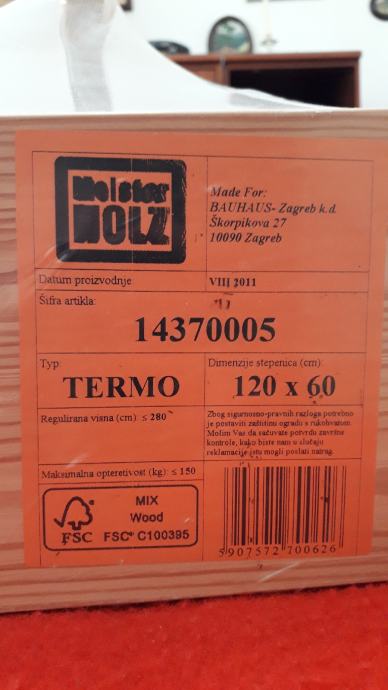 Meister
HOLZ
Made For:
BAUHAUS- Zagreb k.d.
Škorpikova 27
10090 Zagreb
Datum proizvodnje
VIII 2011
Šifra artikla:
14370005
Typ:
TERMO
Dimenzije stepenica (cm):
120 x 60
Regulirana visna (cm): ≤ 280
Zbog sigurnosno-pravnih razloga potrebno
je postaviti zaštitnu ogradu s rukohvatom.
Molim Vas da sačuvate potvrdu završne
kontrole, kako biste nam u slučaju
reklamacije istu mogli poslati natrag.
Maksimalna opteretivost (kg): ≤ 150
FSC
MIX
Wood
FSC® C100395
5907572700626